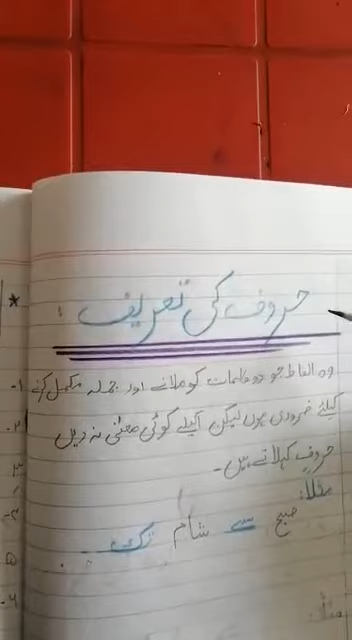 حروف کی تعریف :
وہ الفاظ جو دو کلمات کو ملانے اور جملہ مکمل کرنے
کیلئے ضروری ہوں لیکن اکیلے کوئی معنی نہ دیں
حروف کہلاتے ہیں۔
مثلاً:
صبح سے شام تک
مثلاً: